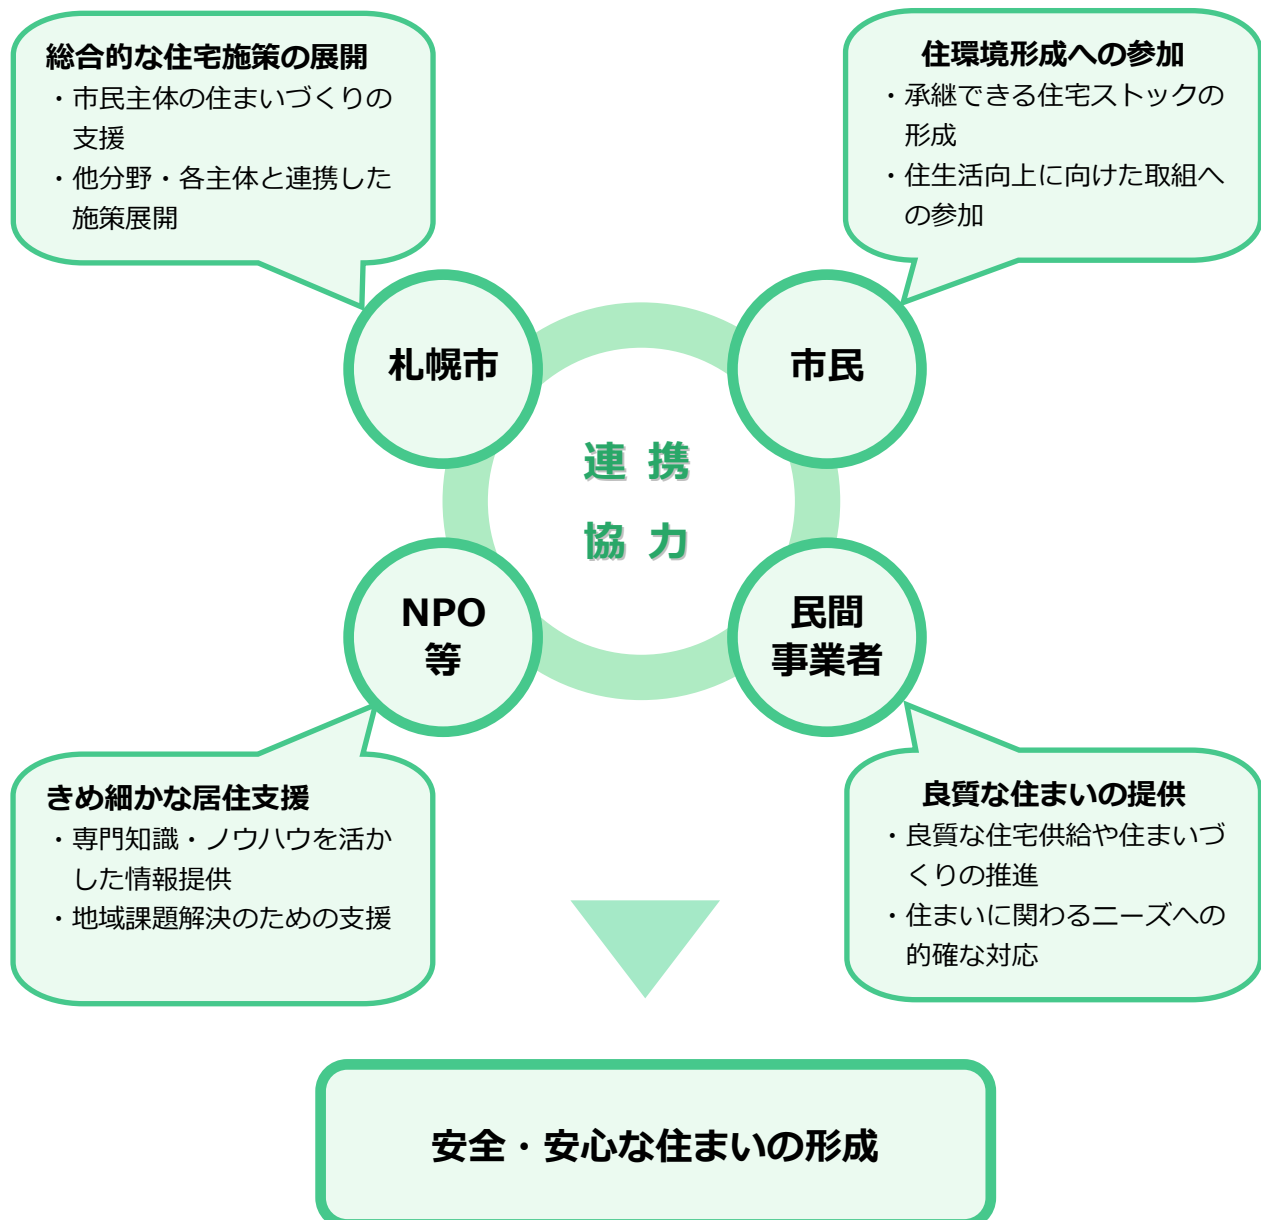 総合的な住宅施策の展開
・市民主体の住まいづくりの
支援
・他分野・各主体と連携した
施策展開
住環境形成への参加
・承継できる住宅ストックの
形成
・住生活向上に向けた取組へ
の参加
札幌市
市民
連携
協力
NPO
等
民間
事業者
きめ細かな居住支援
・専門知識・ノウハウを活か
した情報提供
・地域課題解決のための支援
良質な住まいの提供
・良質な住宅供給や住まいづ
くりの推進
・住まいに関わるニーズへの
的確な対応
安全・安心な住まいの形成